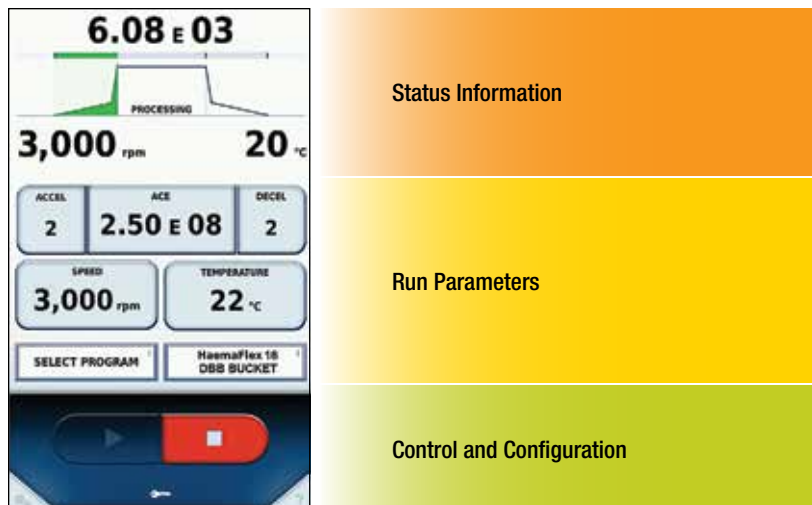 6.08 E 03
PROCESSING
3,000 rpm 20 °C
ACCEL ACE DECEL
2 2.50 E 08 2
SPEED TEMPERATURE
3,000 rpm 22 °C
SELECT PROGRAM
HaemaFlex 16
DBB BUCKET
?
Status Information
Run Parameters
Control and Configuration